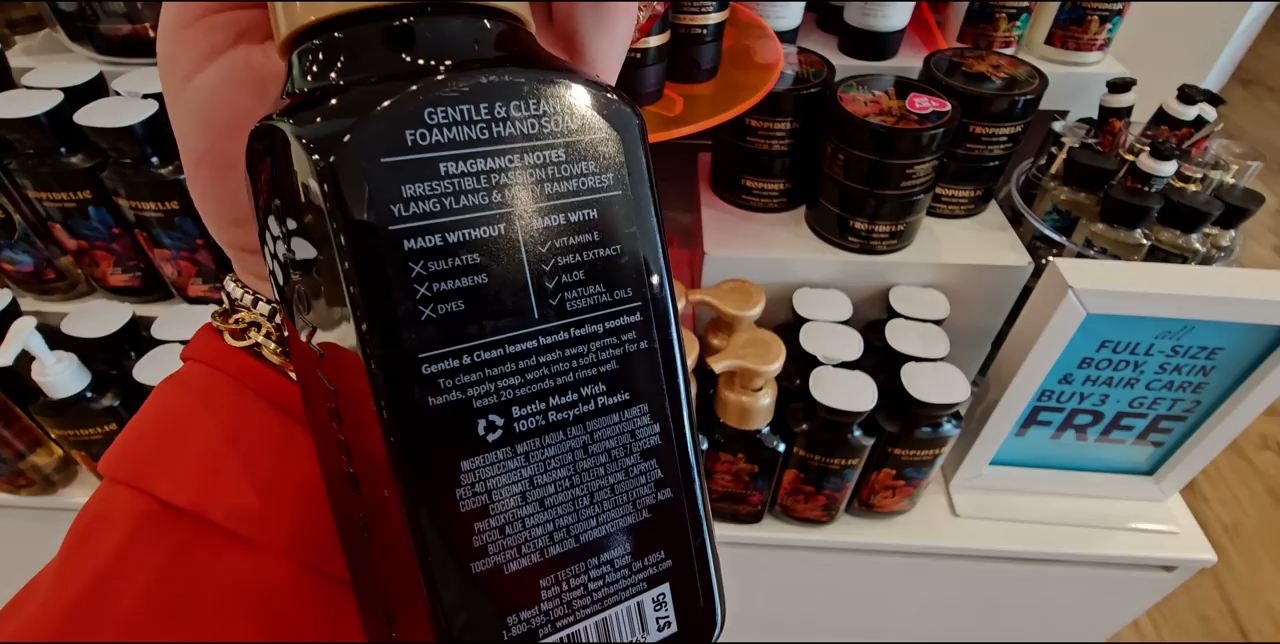 GENTLE & CLEAN
FOAMING HAND SOAP
FRAGRANCE NOTES
IRRESISTIBLE PASSION FLOWER,
YLANG YLANG & MISTY RAINFOREST
MADE WITHOUT
SULFATES
PARABENS
DYES
MADE WITH
VITAMIN E
SHEA EXTRACT
ALOE
NATURAL
ESSENTIAL OILS
Gentle & Clean leaves hands feeling soothed.
To clean hands and wash away germs, wet
hands, apply soap, work into a soft lather for at
least 20 seconds and rinse well.
Bottle Made With
100% Recycled Plastic
INGREDIENTS: WATER (AQUA, EAU), DISODIUM LAURETH
SULFOSUCCINATE, COCAMIDOPROPYL HYDROXYSULTAINE,
PEG-40 HYDROGENATED CASTOR OIL, PROPANEDIOL, SODIUM
COCOYL GLYCINATE, FRAGRANCE (PARFUM), PEG-7 GLYCERYL
COCOATE, SODIUM C14-16 OLEFIN SULFONATE,
PHENOXYETHANOL, HYDROXYACETOPHENONE, CAPRYLYL
GLYCOL, ALOE BARBADENSIS LEAF JUICE, DISODIUM EDTA,
BUTYROSPERMUM PARKII (SHEA) BUTTER EXTRACT,
TOCOPHERYL ACETATE, BHT, SODIUM HYDROXIDE, CITRIC ACID,
LIMONENE, LINALOOL, HYDROXYCITRONELLAL.
NOT TESTED ON ANIMALS
Bath & Body Works, Distr.
95 West Main Street, New Albany, OH 43054
1-800-395-1001, Shop bathandbodyworks.com
pat. www.bbwinc.com/patents
$7.95
TROPIDELIC
TROPIDELIC
TROPIDELIC
TROPIDELIC
TROPIDELIC
TROPIDELIC
TROPIDELIC
TROPIDELIC
TROPIDELIC
TROPIDELIC
all
FULL-SIZE
BODY, SKIN
& HAIR CARE
BUY 3 · GET 2
FREE